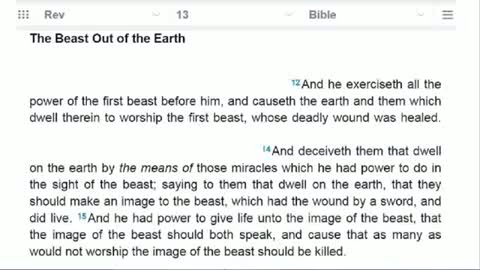 Rev 13 Bible
The Beast Out of the Earth
12And he exerciseth all the
power of the first beast before him, and causeth the earth and them which
dwell therein to worship the first beast, whose deadly wound was healed.
14And deceiveth them that dwell
on the earth by the means of those miracles which he had power to do in
the sight of the beast; saying to them that dwell on the earth, that they
should make an image to the beast, which had the wound by a sword, and
did live. 15And he had power to give life unto the image of the beast, that
the image of the beast should both speak, and cause that as many as
would not worship the image of the beast should be killed.